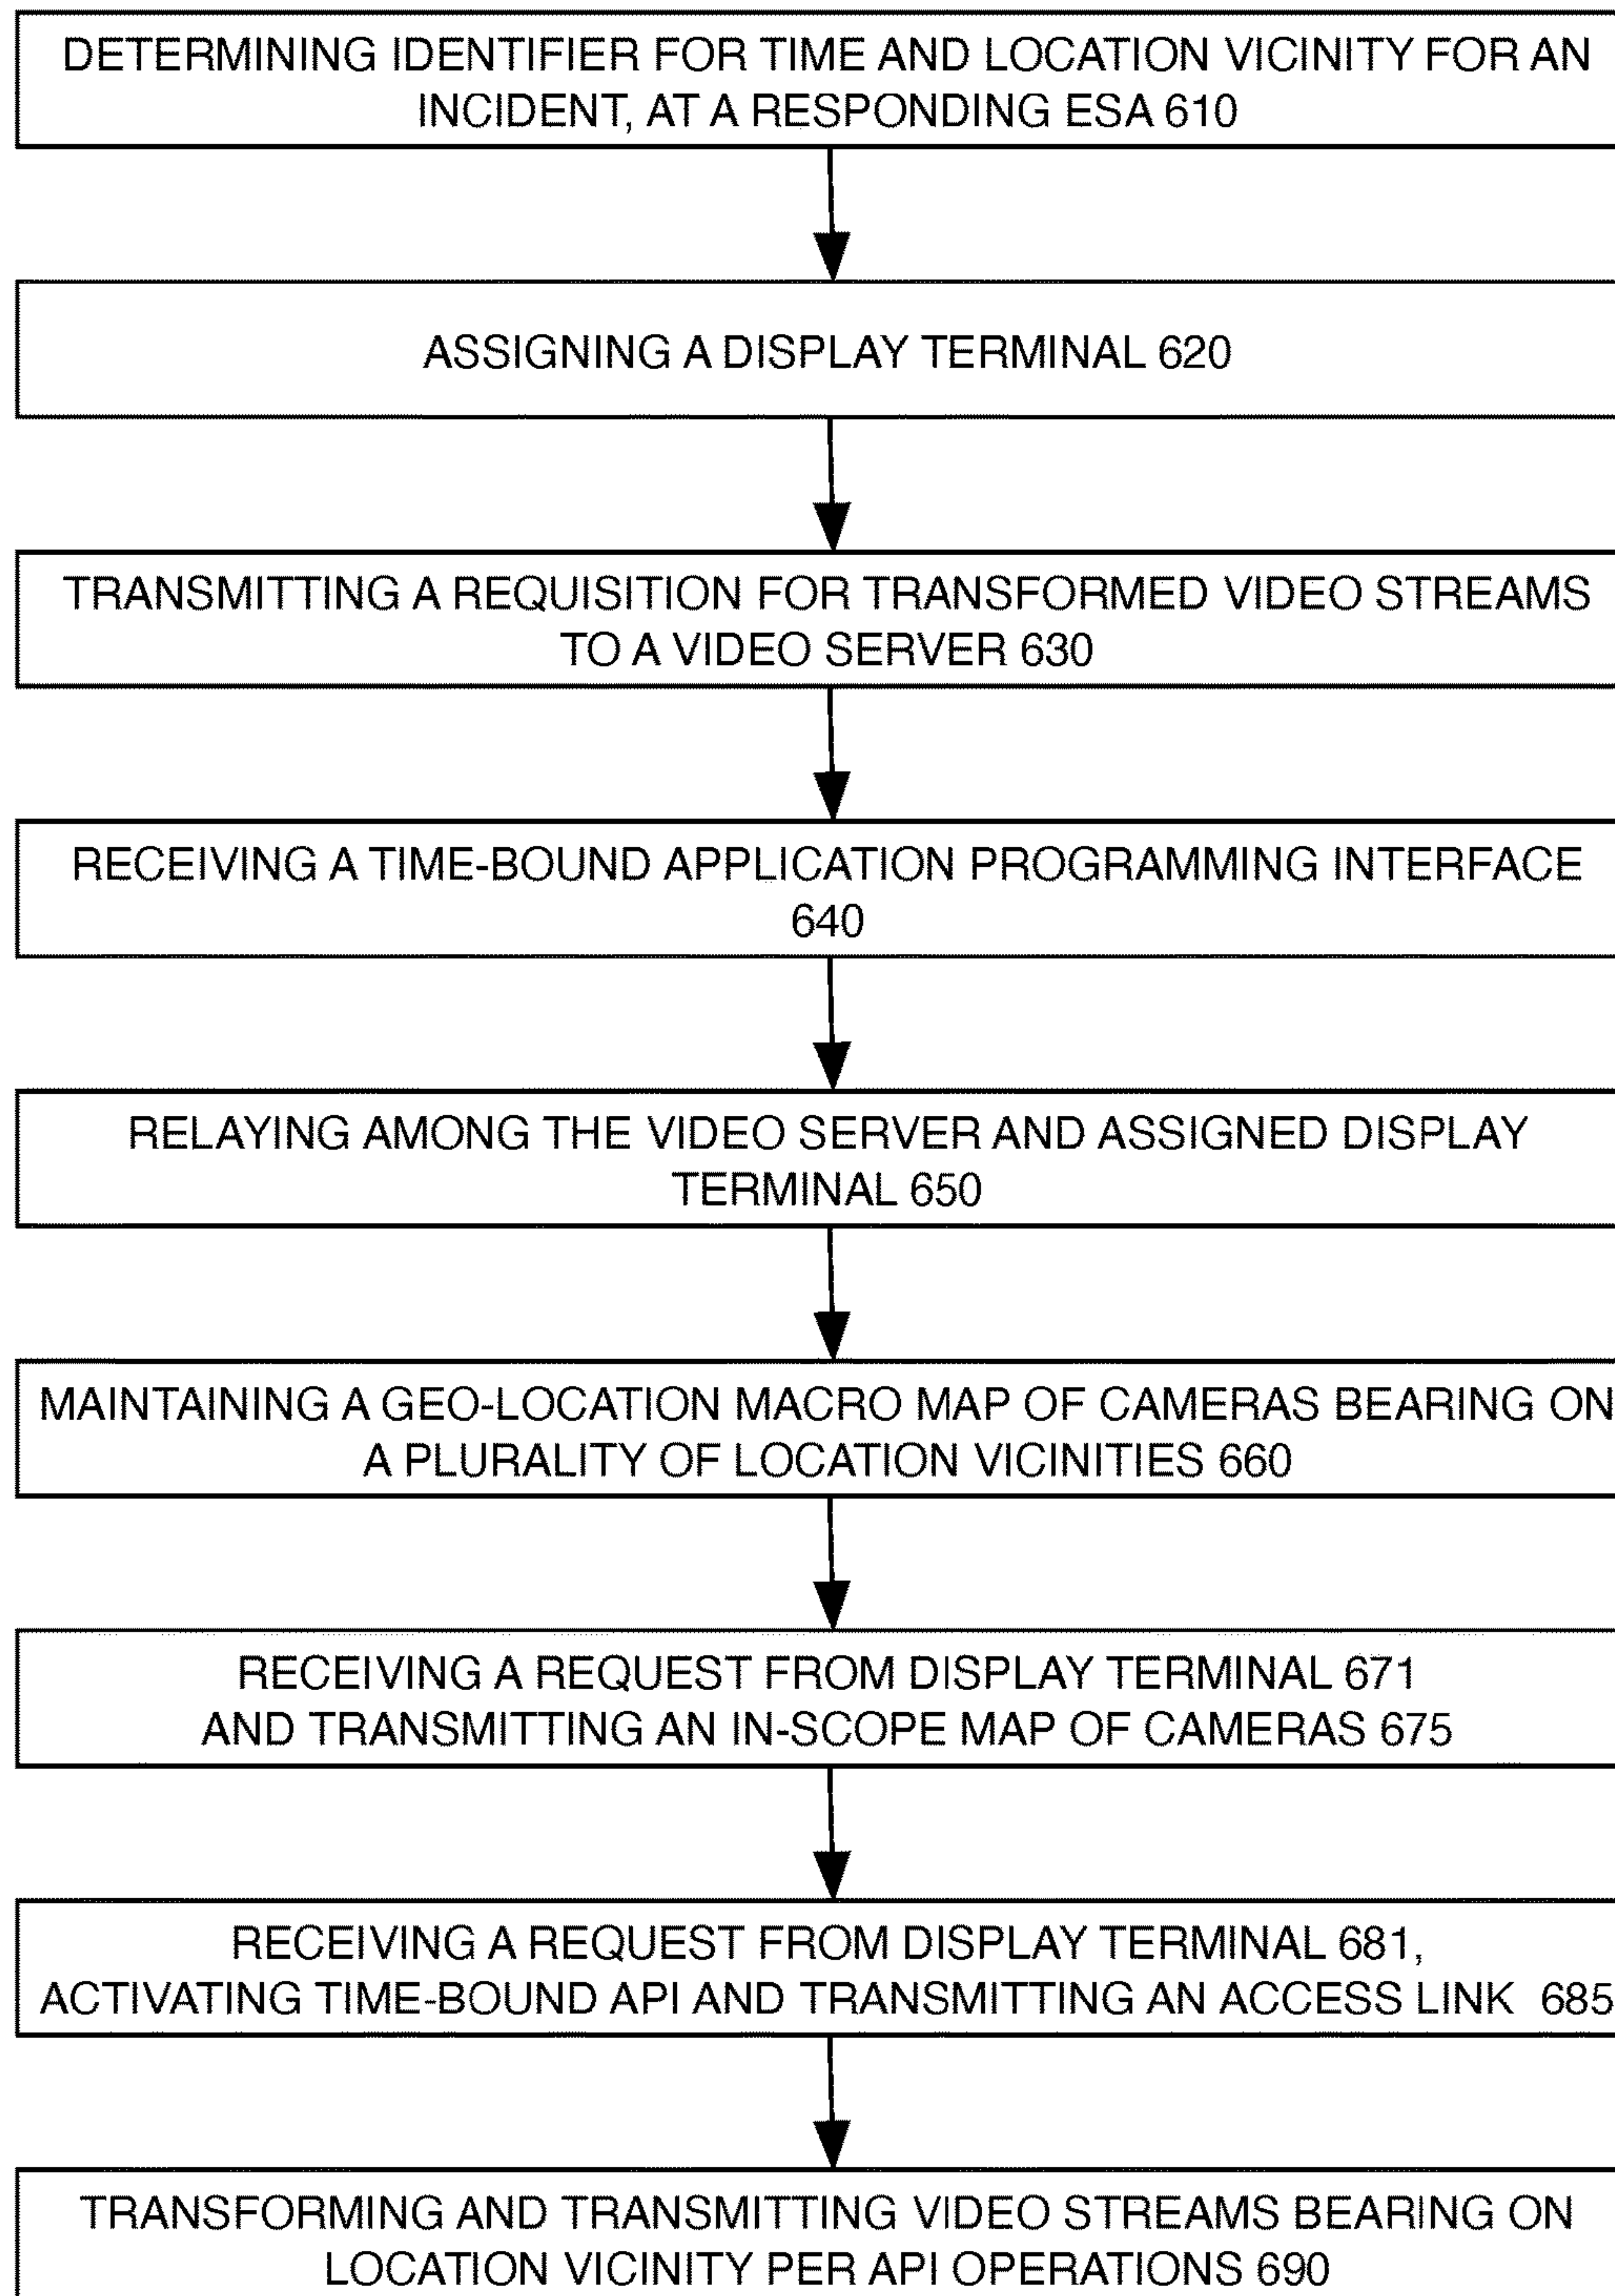 DETERMINING IDENTIFIER FOR TIME AND LOCATION VICINITY FOR AN
INCIDENT, AT A RESPONDING ESA 610
ASSIGNING A DISPLAY TERMINAL 620
TRANSMITTING A REQUISITION FOR TRANSFORMED VIDEO STREAMS
TO A VIDEO SERVER 630
RECEIVING A TIME-BOUND APPLICATION PROGRAMMING INTERFACE
640
RELAYING AMONG THE VIDEO SERVER AND ASSIGNED DISPLAY
TERMINAL 650
MAINTAINING A GEO-LOCATION MACRO MAP OF CAMERAS BEARING ON
A PLURALITY OF LOCATION VICINITIES 660
RECEIVING A REQUEST FROM DISPLAY TERMINAL 671
AND TRANSMITTING AN IN-SCOPE MAP OF CAMERAS 675
RECEIVING A REQUEST FROM DISPLAY TERMINAL 681,
ACTIVATING TIME-BOUND API AND TRANSMITTING AN ACCESS LINK 685
TRANSFORMING AND TRANSMITTING VIDEO STREAMS BEARING ON
LOCATION VICINITY PER API OPERATIONS 690